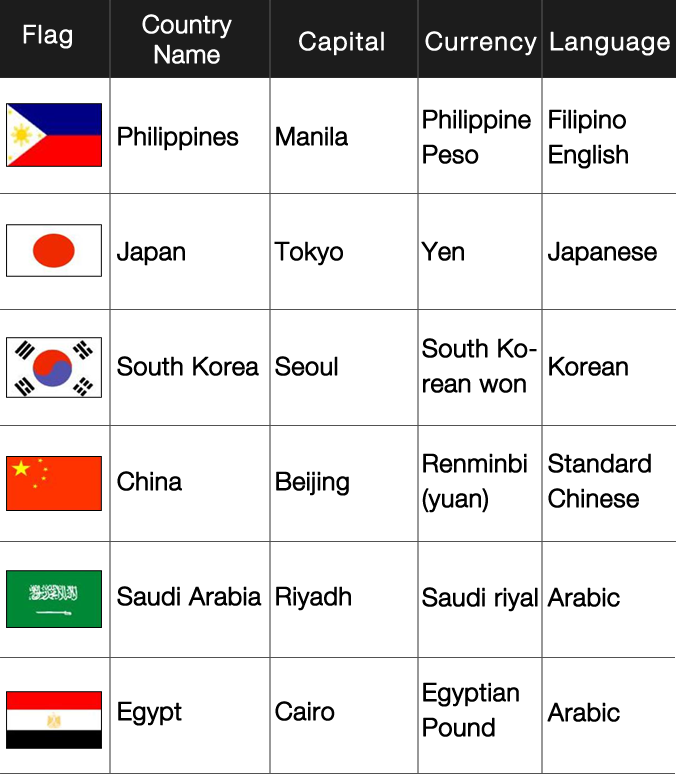 Flag
Country
Name
Capital
Currency
Language
Philippines
Manila
Philippine
Peso
Filipino
English
Japan
Tokyo
Yen
Japanese
South Korea
Seoul
South Ko-
rean won
Korean
China
Beijing
Renminbi
(yuan)
Standard
Chinese
Saudi Arabia
Riyadh
Saudi riyal
Arabic
Egypt
Cairo
Egyptian
Pound
Arabic